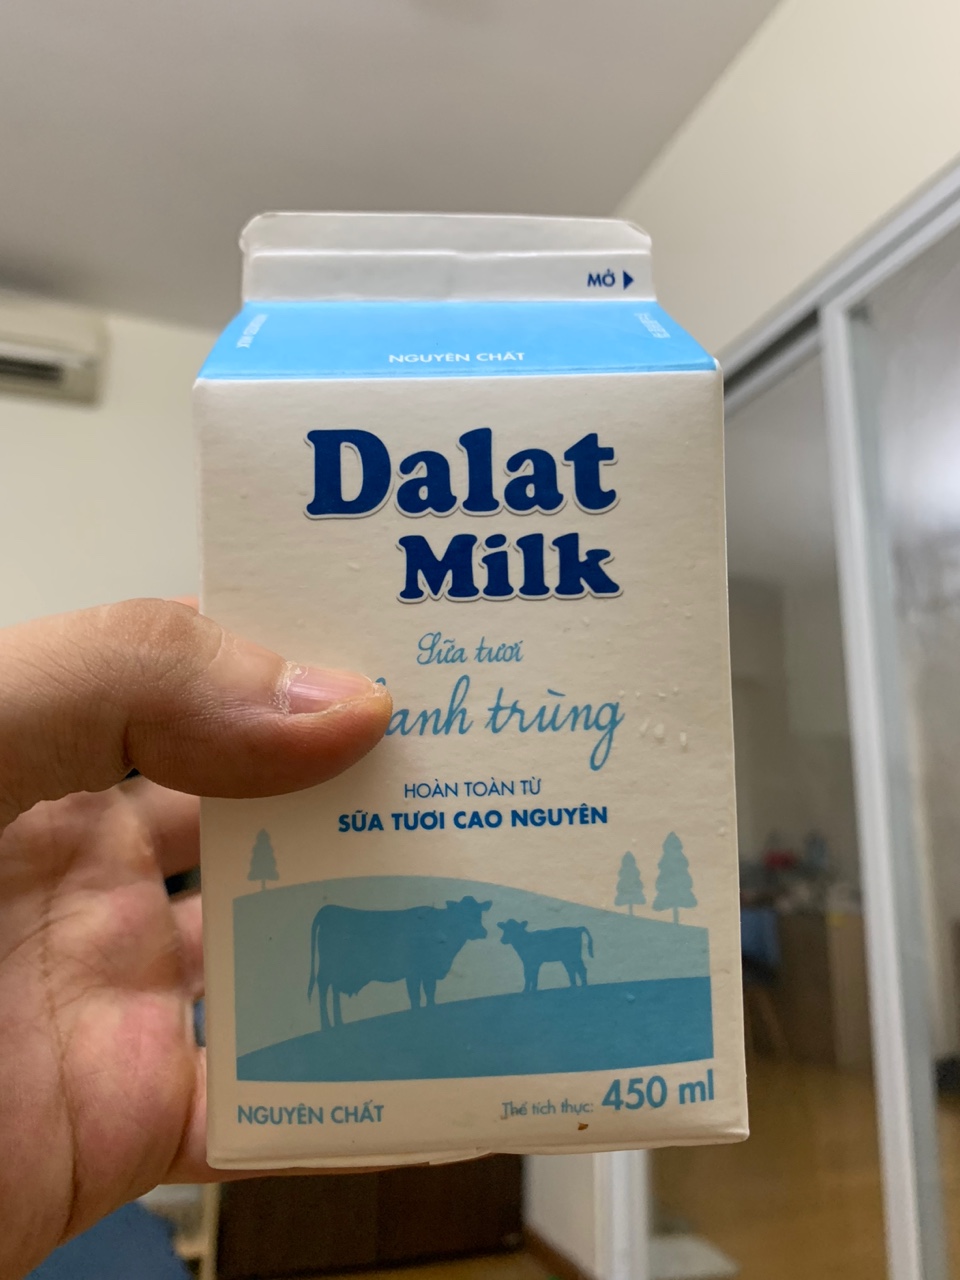 MỞ
NGUYÊN CHẤT
Dalat
Milk
Sữa tươi
anh trùng
HOÀN TOÀN TỪ
SỮA TƯƠI CAO NGUYÊN
NGUYÊN CHẤT
Thể tích thực: 450 ml